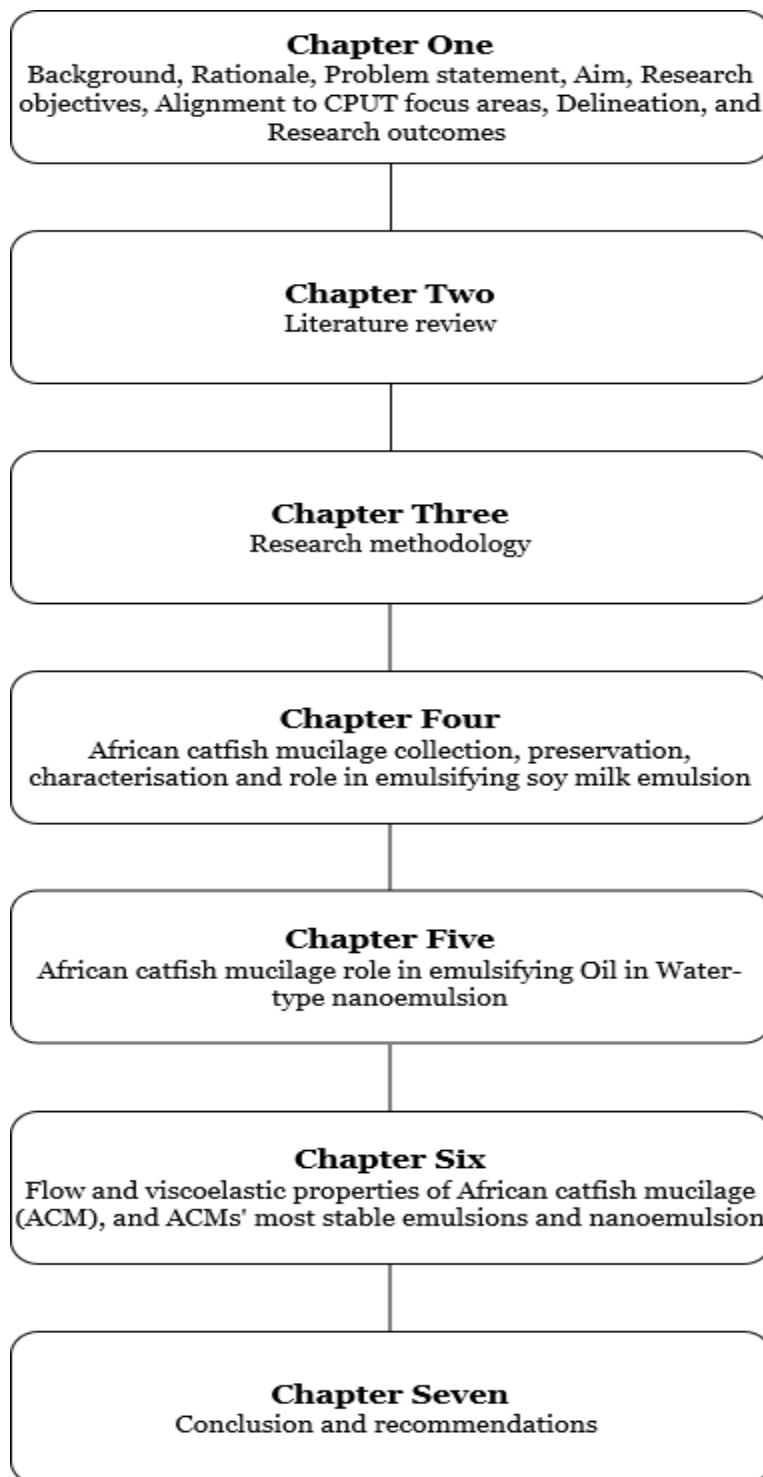 Chapter One
Background, Rationale, Problem statement, Aim, Research
objectives, Alignment to CPUT focus areas, Delineation, and
Research outcomes
Chapter Two
Literature review
Chapter Three
Research methodology
Chapter Four
African catfish mucilage collection, preservation,
characterisation and role in emulsifying soy milk emulsion
Chapter Five
African catfish mucilage role in emulsifying Oil in Water-
type nanoemulsion
Chapter Six
Flow and viscoelastic properties of African catfish mucilage
(ACM), and ACMs' most stable emulsions and nanoemulsion
Chapter Seven
Conclusion and recommendations